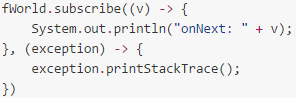 fWorld.subscribe((v) -> {
    System.out.println("onNext: " + v);
}, (exception) -> {
    exception.printStackTrace();
})